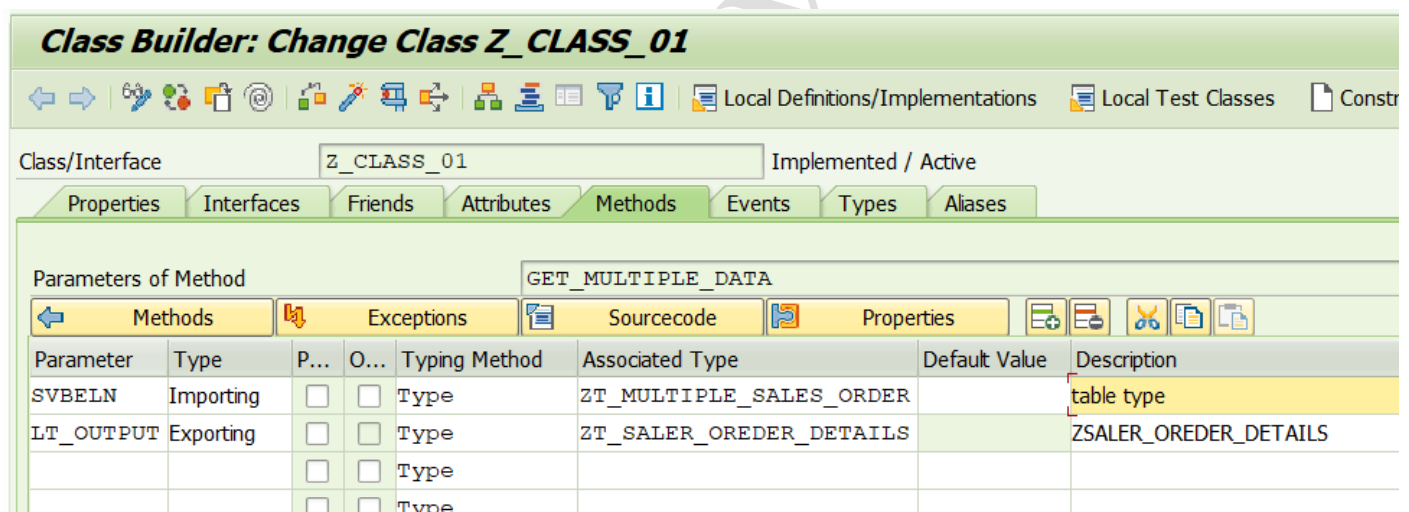 Class Builder: Change Class Z_CLASS_01
Local Definitions/Implementations Local Test Classes Constr
Class/Interface Z_CLASS_01 Implemented / Active
Properties Interfaces Friends Attributes Methods Events Types Aliases
Parameters of Method GET_MULTIPLE_DATA
Methods Exceptions Sourcecode Properties
Parameter Type P... O... Typing Method Associated Type Default Value Description
SVBELN Importing Type ZT_MULTIPLE_SALES_ORDER table type
LT_OUTPUT Exporting Type ZT_SALER_OREDER_DETAILS ZSALER_OREDER_DETAILS
Type
Type